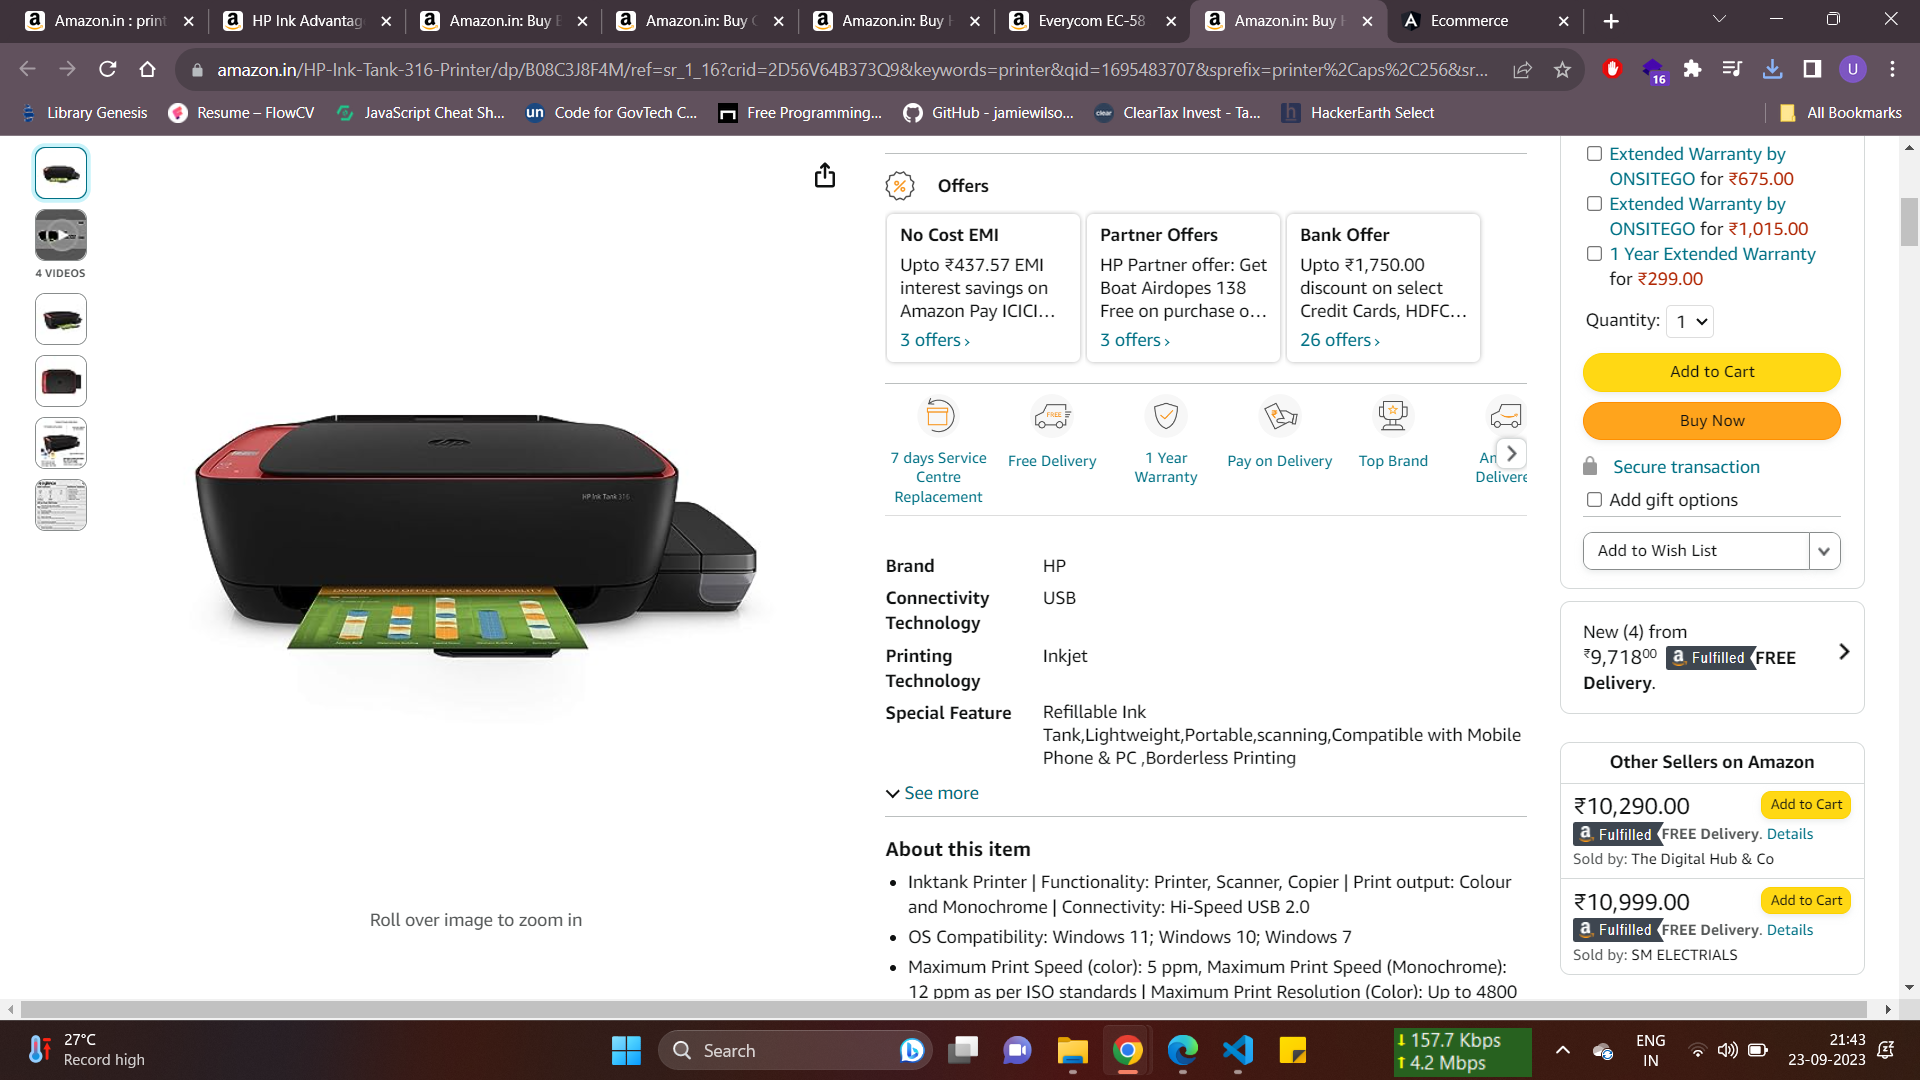 Amazon.in : print
HP Ink Advantag
Amazon.in: Buy E
Amazon.in: Buy
Amazon.in: Buy
Everycom EC-58
Amazon.in: Buy
Ecommerce
amazon.in/HP-Ink-Tank-316-Printer/dp/B08C3J8F4M/ref=sr_1_16?crid=2D56V64B373Q9&keywords=printer&qid=1695483707&sprefix=printer%2Caps%2C256&sr...
16
U
Library Genesis
Resume – FlowCV
JavaScript Cheat Sh...
un
Code for GovTech C...
Free Programming...
GitHub - jamiewilso...
clear
ClearTax Invest - Ta...
h
HackerEarth Select
All Bookmarks
4 VIDEOS
hp
HP Ink Tank 316
DOWNTOWN OFFICE SPACE AVAILABILITY
Roll over image to zoom in
%
Offers
No Cost EMI
Upto ₹437.57 EMI
interest savings on
Amazon Pay ICICI…
3 offers ›
Partner Offers
HP Partner offer: Get
Boat Airdopes 138
Free on purchase o…
3 offers ›
Bank Offer
Upto ₹1,750.00
discount on select
Credit Cards, HDFC…
26 offers ›
7 days Service
Centre
Replacement
FREE
Free Delivery
1 Year
Warranty
Pay on Delivery
Top Brand
Am
Delivere
Brand
HP
Connectivity
Technology
USB
Printing
Technology
Inkjet
Special Feature
Refillable Ink
Tank,Lightweight,Portable,scanning,Compatible with Mobile
Phone & PC ,Borderless Printing
See more
About this item
• Inktank Printer | Functionality: Printer, Scanner, Copier | Print output: Colour
and Monochrome | Connectivity: Hi-Speed USB 2.0
• OS Compatibility: Windows 11; Windows 10; Windows 7
• Maximum Print Speed (color): 5 ppm, Maximum Print Speed (Monochrome):
12 ppm as per ISO standards | Maximum Print Resolution (Color): Up to 4800
Extended Warranty by
ONSITEGO for ₹675.00
Extended Warranty by
ONSITEGO for ₹1,015.00
1 Year Extended Warranty
for ₹299.00
Quantity: 1
Add to Cart
Buy Now
Secure transaction
Add gift options
Add to Wish List
New (4) from
₹9,718⁰⁰ a Fulfilled FREE
Delivery.
Other Sellers on Amazon
₹10,290.00
Add to Cart
a Fulfilled FREE Delivery. Details
Sold by: The Digital Hub & Co
₹10,999.00
Add to Cart
a Fulfilled FREE Delivery. Details
Sold by: SM ELECTRIALS
27°C
Record high
Search
157.7 Kbps
4.2 Mbps
ENG
IN
21:43
23-09-2023